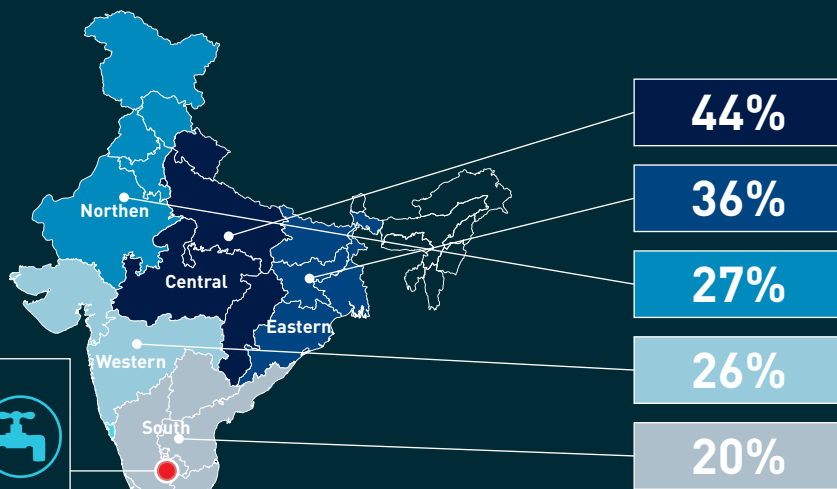 44%
36%
Northen
27%
Central
Eastern
26%
Western
South
20%